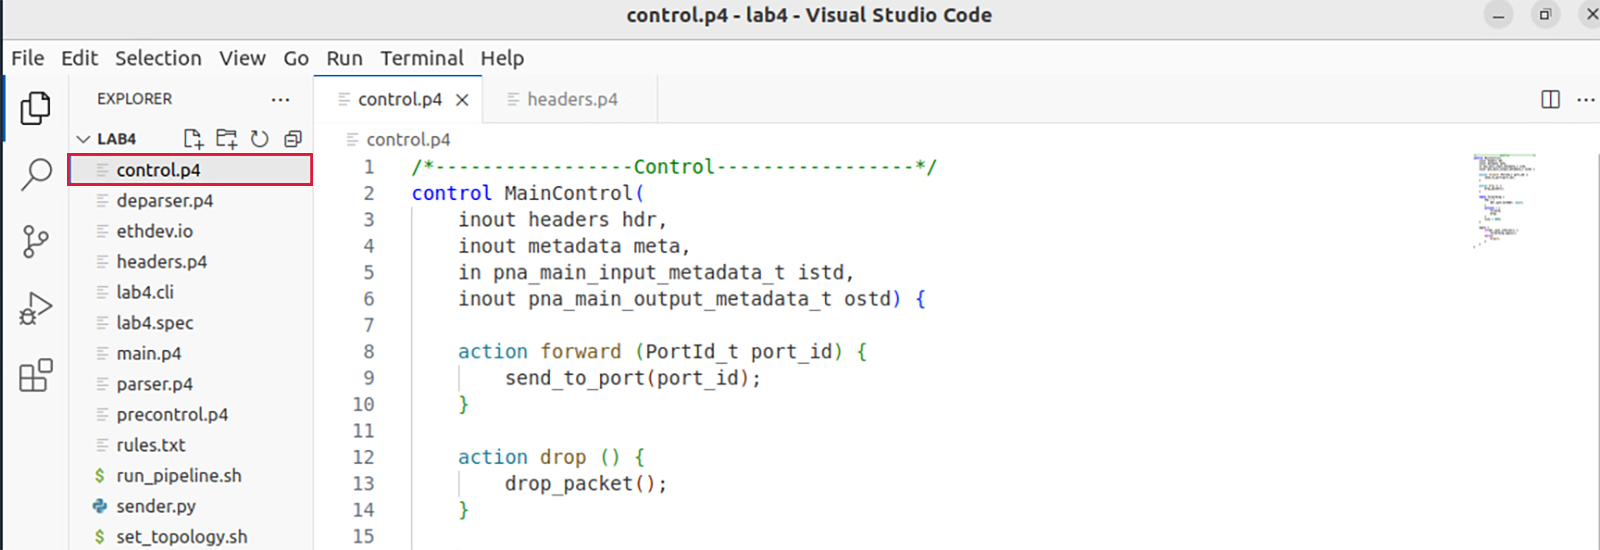 control.p4 - lab4 - Visual Studio Code
File Edit Selection View Go Run Terminal Help
EXPLORER ...
LAB4
control.p4
deparser.p4
ethdev.io
headers.p4
lab4.cli
lab4.spec
main.p4
parser.p4
precontrol.p4
rules.txt
$ run_pipeline.sh
sender.py
$ set_topology.sh
control.p4 headers.p4 ...
control.p4
1 /*-----------------Control-----------------*/
2 control MainControl(
3 inout headers hdr,
4 inout metadata meta,
5 in pna_main_input_metadata_t istd,
6 inout pna_main_output_metadata_t ostd) {
7
8 action forward (PortId_t port_id) {
9 send_to_port(port_id);
10 }
11
12 action drop () {
13 drop_packet();
14 }
15